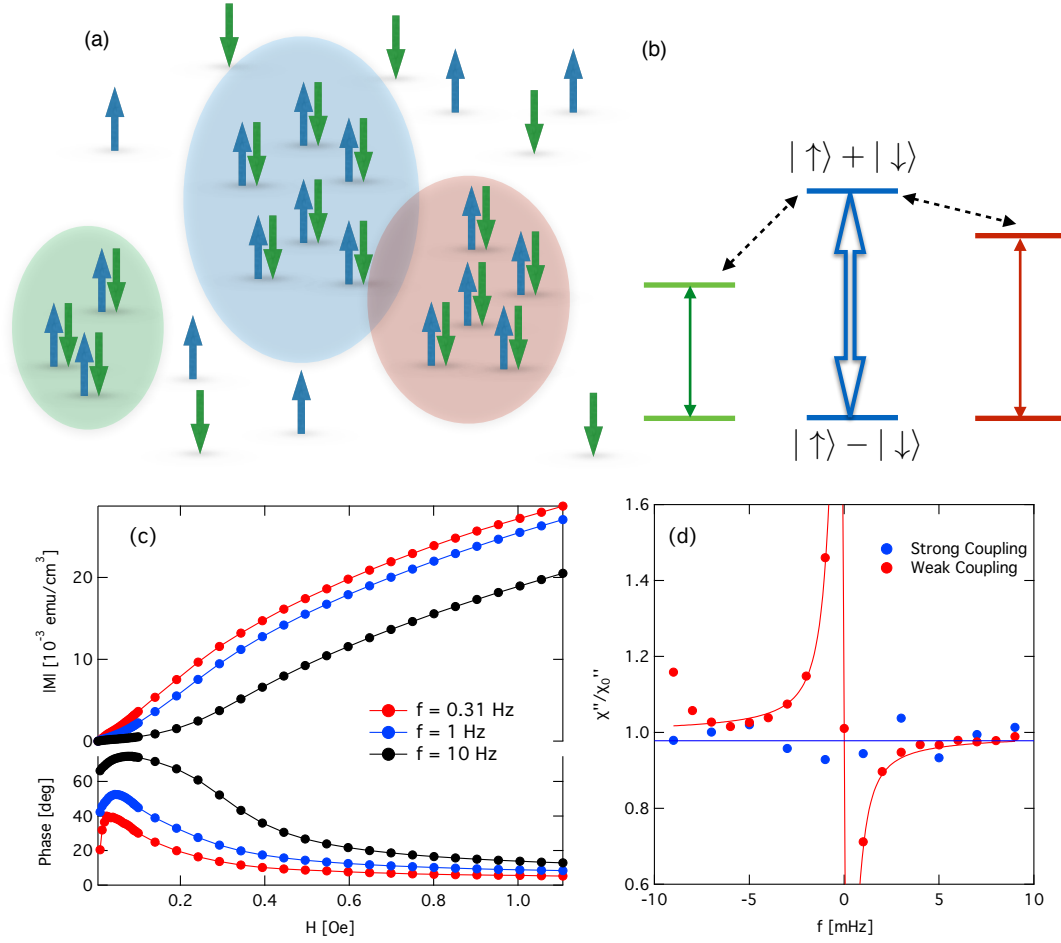 (a)
(b)
| ↑⟩ + | ↓⟩
| ↑⟩ − | ↓⟩
(c)
|M| [10⁻³ emu/cm³]
20
10
0
f = 0.31 Hz
f = 1 Hz
f = 10 Hz
Phase [deg]
60
40
20
0
0.2
0.4
0.6
0.8
1.0
H [Oe]
(d)
Strong Coupling
Weak Coupling
χ''/χ₀''
1.6
1.4
1.2
1.0
0.8
0.6
-10
-5
0
5
10
f [mHz]